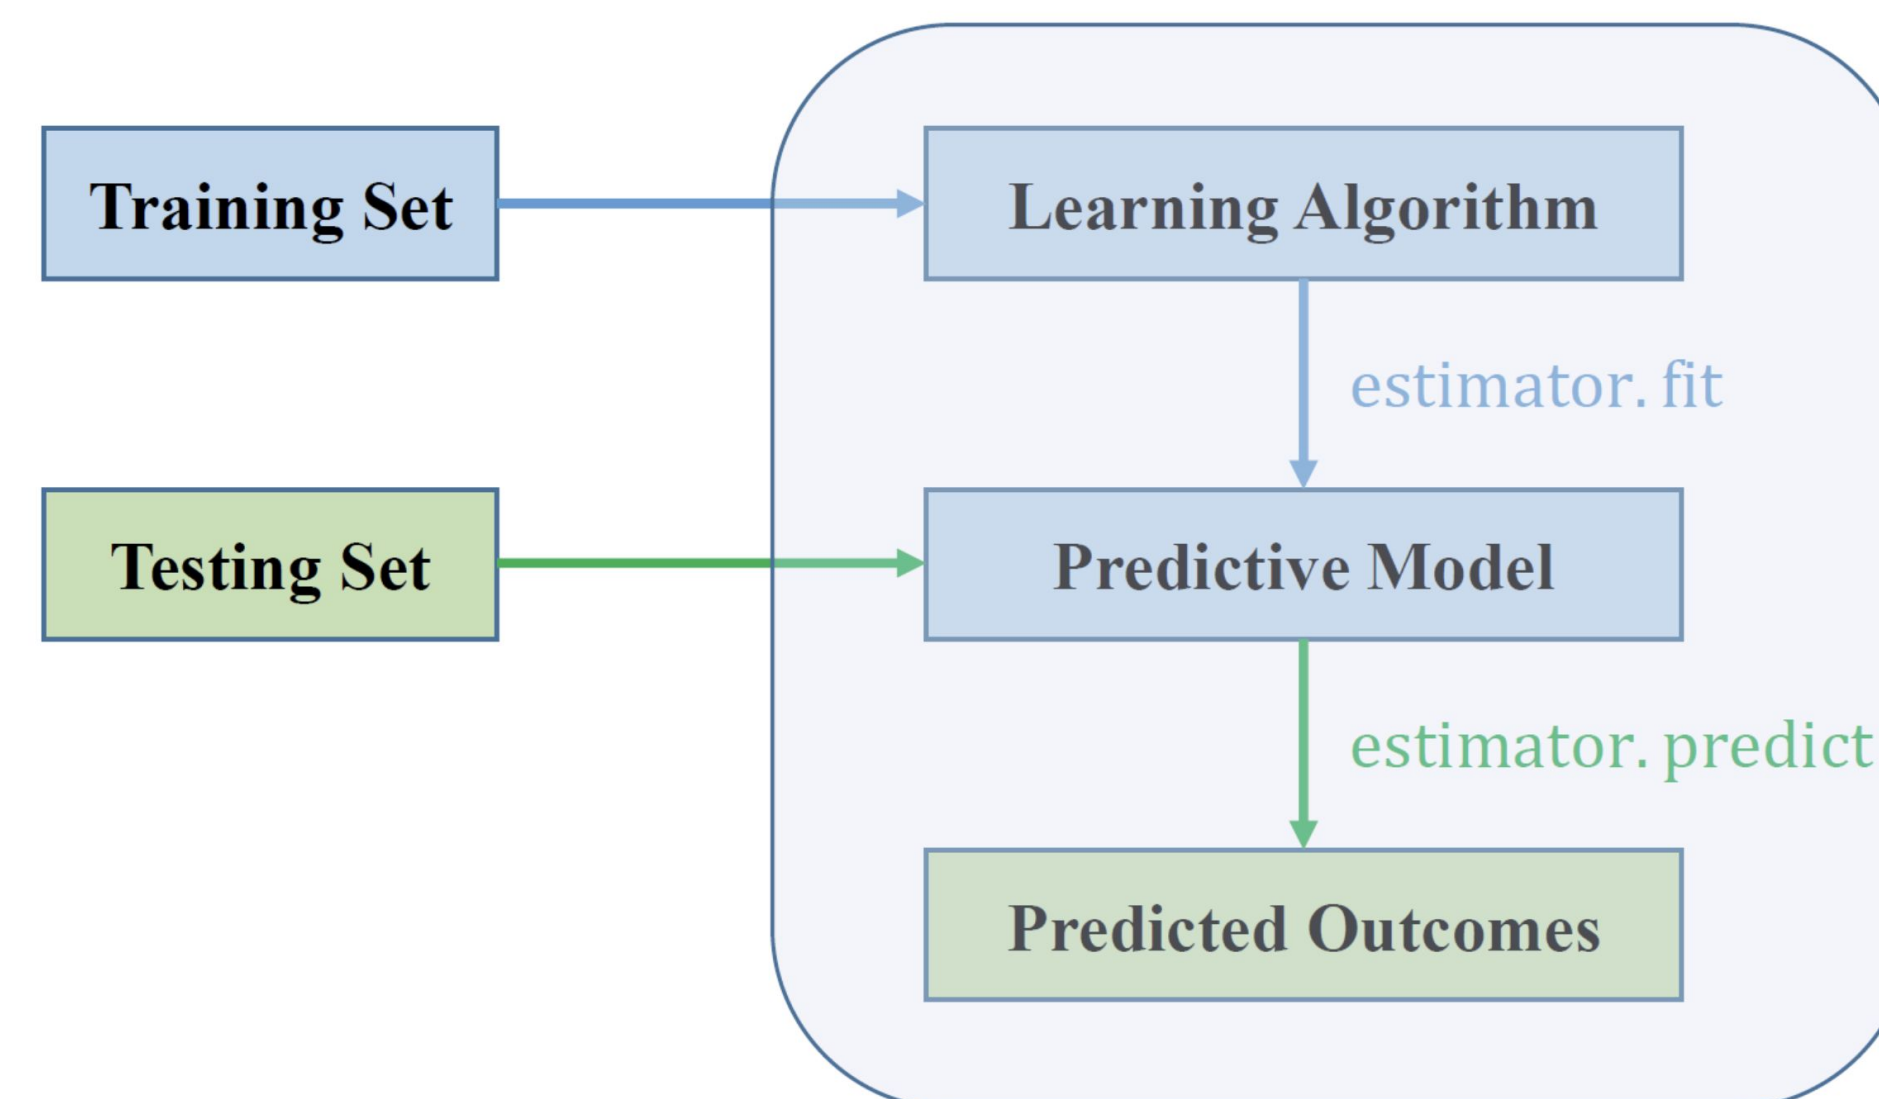 Training Set
Learning Algorithm
estimator. fit
Testing Set
Predictive Model
estimator. predict
Predicted Outcomes